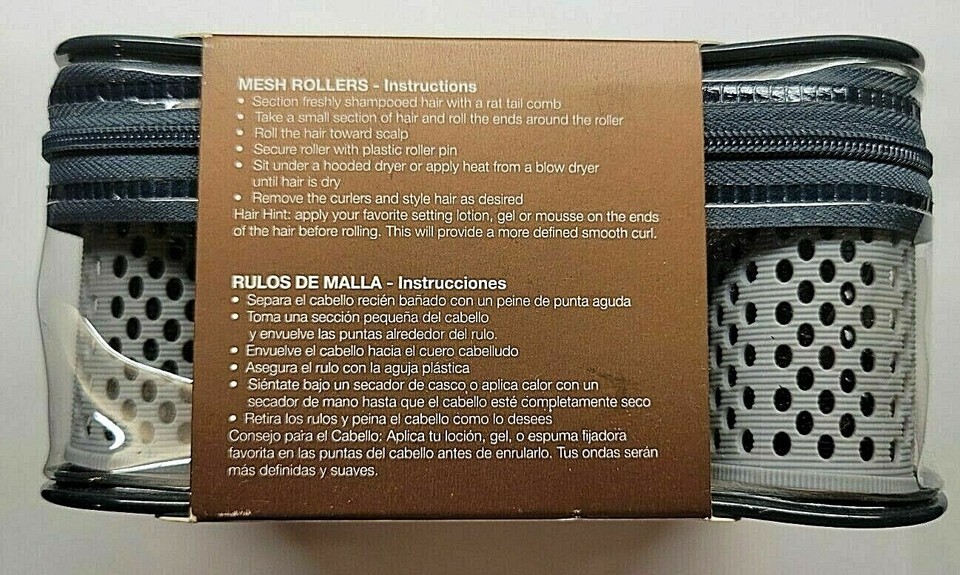 MESH ROLLERS - Instructions
• Section freshly shampooed hair with a rat tail comb
• Take a small section of hair and roll the ends around the roller
• Roll the hair toward scalp
• Secure roller with plastic roller pin
• Sit under a hooded dryer or apply heat from a blow dryer
until hair is dry
• Remove the curlers and style hair as desired
Hair Hint: apply your favorite setting lotion, gel or mousse on the ends
of the hair before rolling. This will provide a more defined smooth curl.
RULOS DE MALLA - Instrucciones
• Separa el cabello recién bañado con un peine de punta aguda
• Toma una sección pequeña del cabello
y envuelve las puntas alrededor del rulo.
• Envuelve el cabello hacia el cuero cabelludo
• Asegura el rulo con la aguja plástica
• Siéntate bajo un secador de casco o aplica calor con un
secador de mano hasta que el cabello esté completamente seco
• Retira los rulos y peina el cabello como lo desees
Consejo para el Cabello: Aplica tu loción, gel, o espuma fijadora
favorita en las puntas del cabello antes de enrularlo. Tus ondas serán
más definidas y suaves.